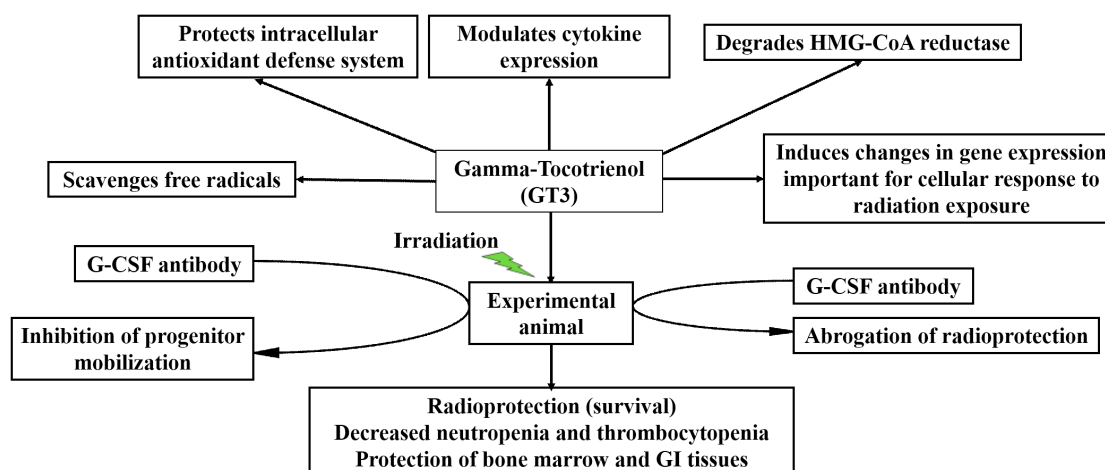 Protects intracellular
antioxidant defense system
Modulates cytokine
expression
Degrades HMG-CoA reductase
Scavenges free radicals
Gamma-Tocotrienol
(GT3)
Induces changes in gene expression
important for cellular response to
radiation exposure
Irradiation
G-CSF antibody
Experimental
animal
G-CSF antibody
Inhibition of progenitor
mobilization
Abrogation of radioprotection
Radioprotection (survival)
Decreased neutropenia and thrombocytopenia
Protection of bone marrow and GI tissues